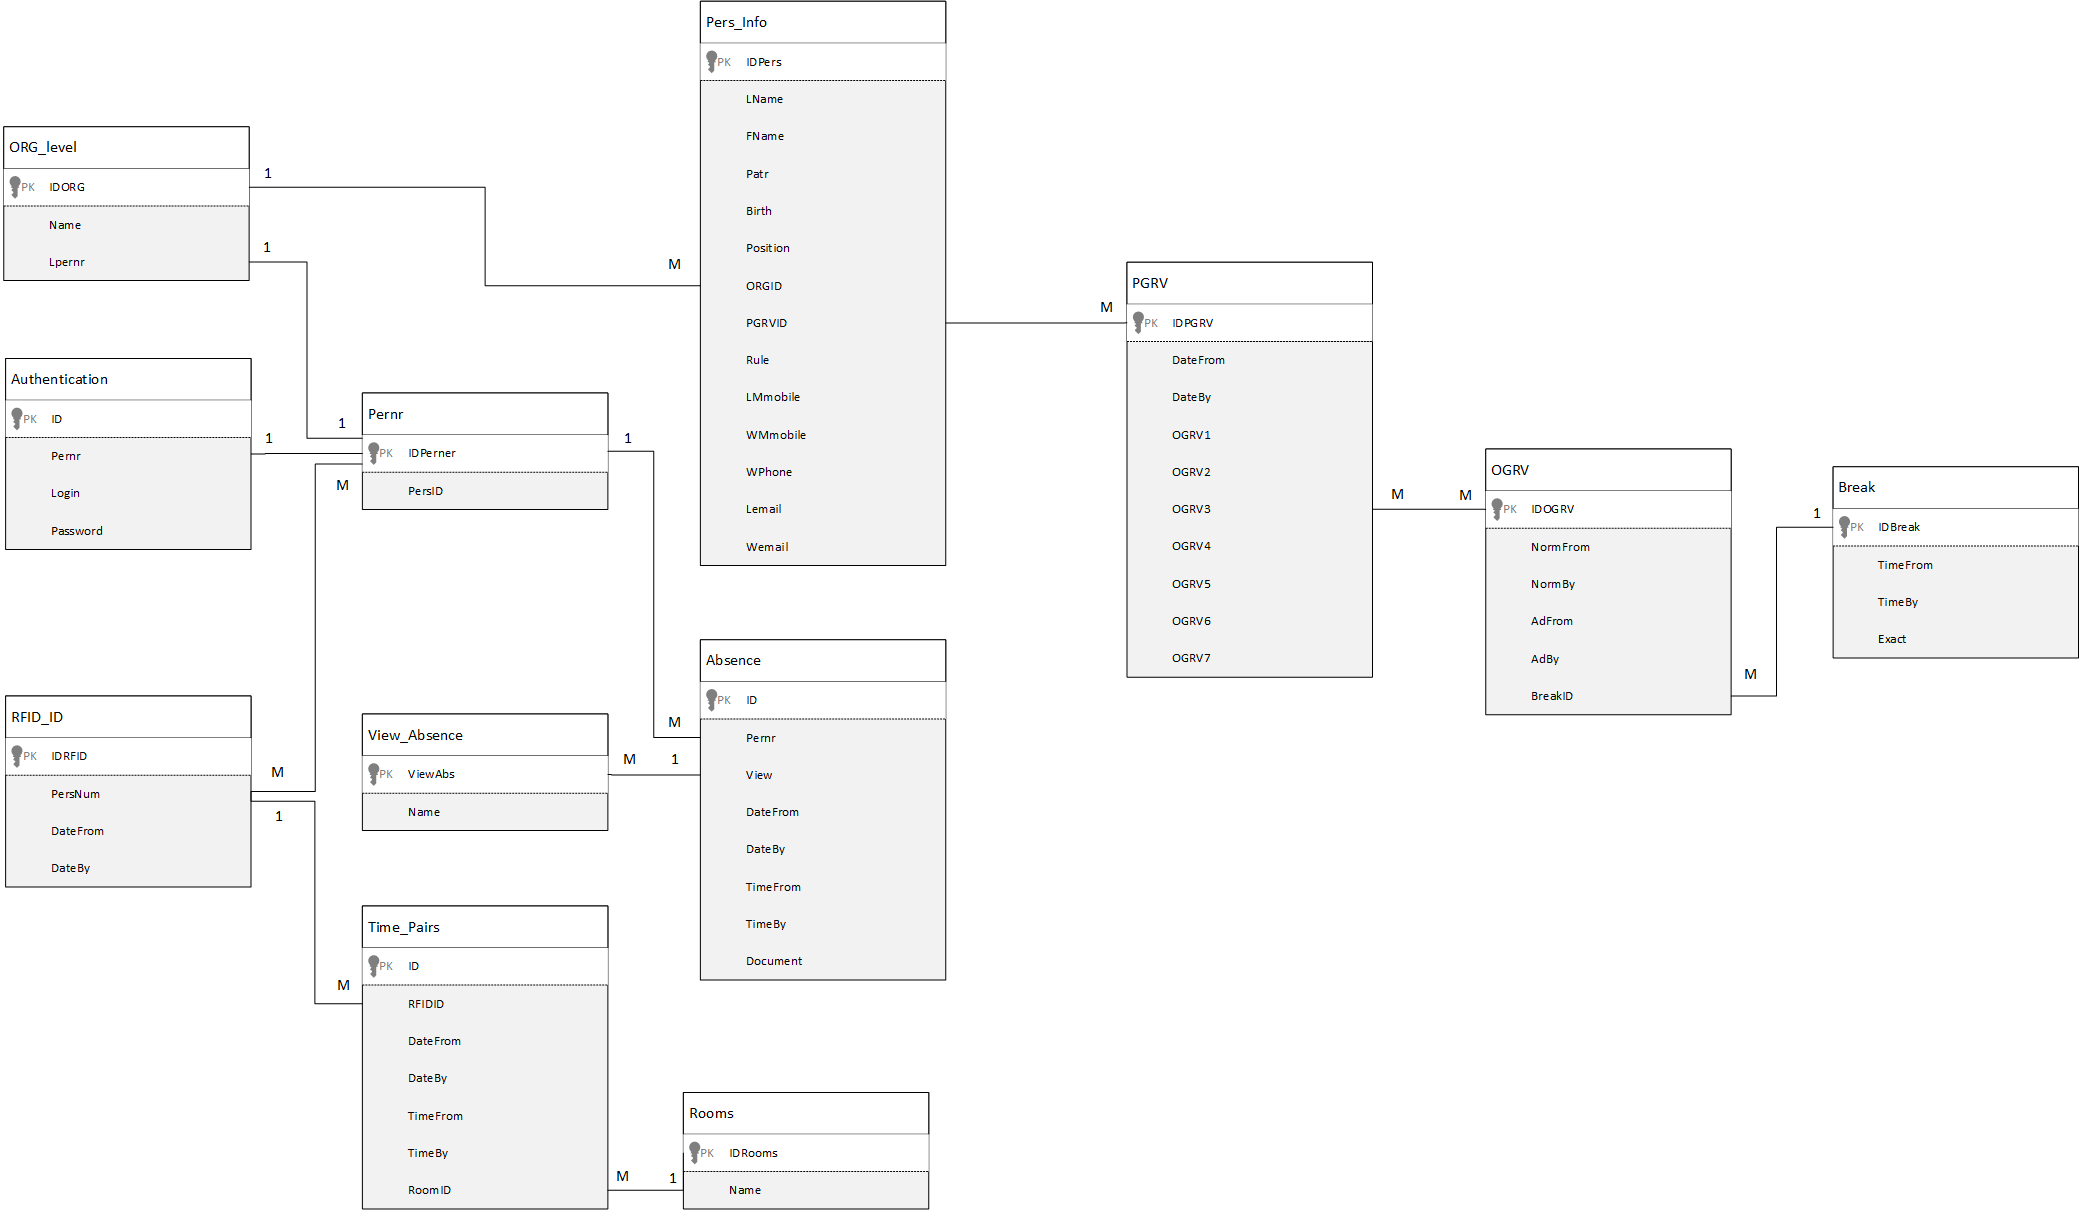 Pers_Info
PK IDPers
LName
FName
Patr
Birth
Position
ORGID
PGRVID
Rule
LMmobile
WMmobile
WPhone
Lemail
Wemail
ORG_level
PK IDORG
Name
Lpernr
1
1
M
Authentication
PK ID
Pernr
Login
Password
1
1
M
Pernr
PK IDPerner
PersID
1
M
PGRV
PK IDPGRV
DateFrom
DateBy
OGRV1
OGRV2
OGRV3
OGRV4
OGRV5
OGRV6
OGRV7
M
M
OGRV
PK IDOGRV
NormFrom
NormBy
AdFrom
AdBy
BreakID
1
M
Break
PK IDBreak
TimeFrom
TimeBy
Exact
Absence
PK ID
Pernr
View
DateFrom
DateBy
TimeFrom
TimeBy
Document
M
1
View_Absence
PK ViewAbs
Name
M
RFID_ID
PK IDRFID
PersNum
DateFrom
DateBy
M
1
Time_Pairs
PK ID
RFIDID
DateFrom
DateBy
TimeFrom
TimeBy
RoomID
M
M
1
Rooms
PK IDRooms
Name